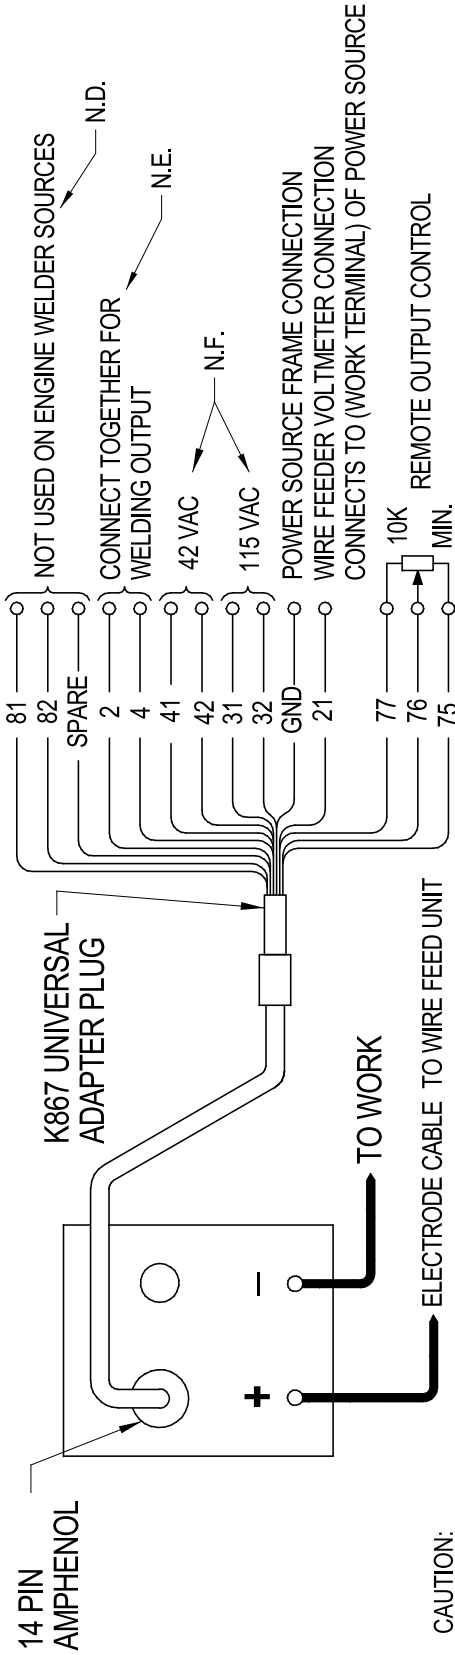 81
82
SPARE
2
4
41
42
31
32
GND
21
77
76
75
NOT USED ON ENGINE WELDER SOURCES
N.D.
CONNECT TOGETHER FOR
WELDING OUTPUT
N.E.
42 VAC
115 VAC
N.F.
POWER SOURCE FRAME CONNECTION
WIRE FEEDER VOLTMETER CONNECTION
CONNECTS TO (WORK TERMINAL) OF POWER SOURCE
10K
REMOTE OUTPUT CONTROL
MIN.
K867 UNIVERSAL
ADAPTER PLUG
14 PIN
AMPHENOL
+
–
TO WORK
ELECTRODE CABLE TO WIRE FEED UNIT
CAUTION: